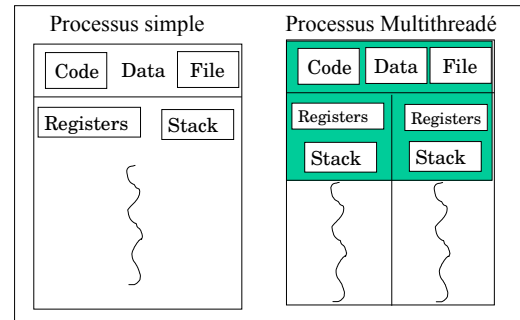 Processus simple
Processus Multithreadé
Code Data File
Code Data File
Registers Stack
Registers Registers
Stack Stack